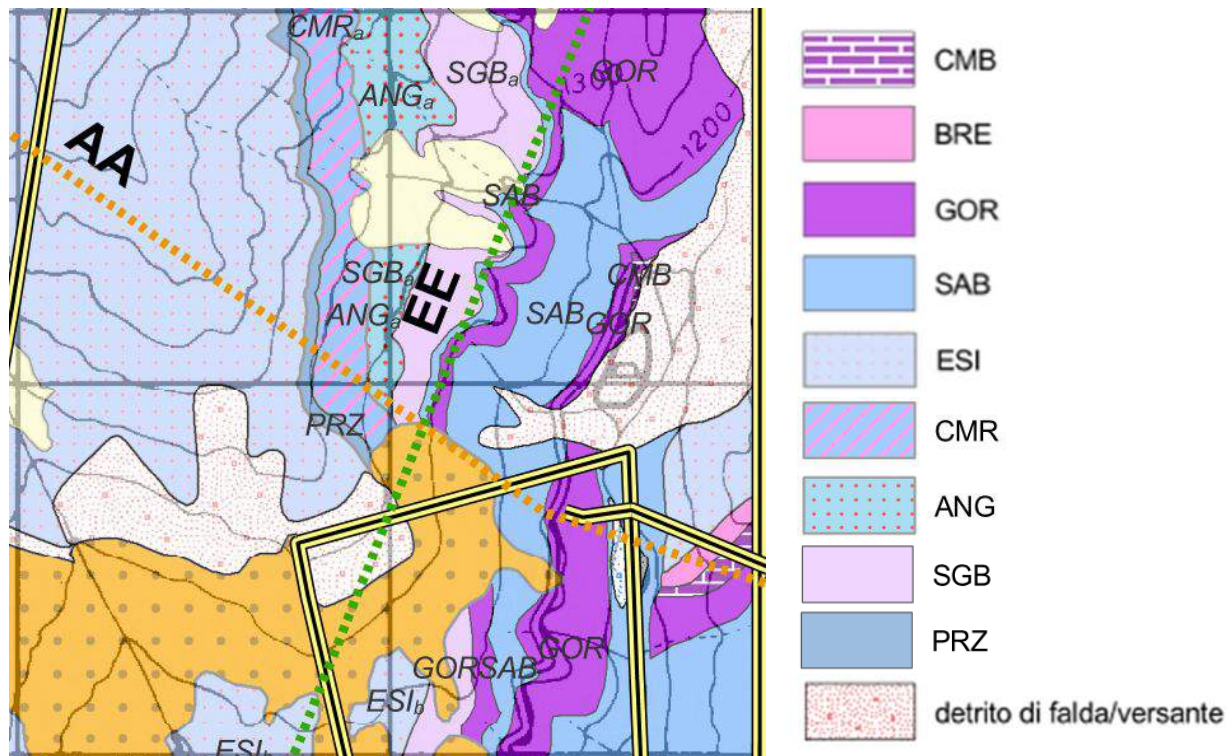 CMRₐ
SGBₐ
GOR
1300
ANGₐ
1200
AA
SAB
SGBₐ
EE
CMB
ANGₐ
SAB
GOR
PRZ
GOR
SAB
GOR
ESIb
ESIb
CMB
BRE
GOR
SAB
ESI
CMR
ANG
SGB
PRZ
detrito di falda/versante